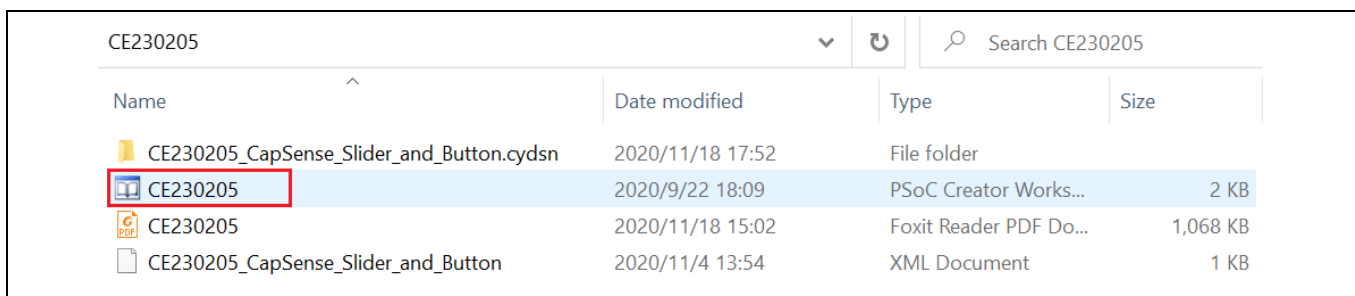 CE230205 Search CE230205
Name Date modified Type Size
CE230205_CapSense_Slider_and_Button.cydsn 2020/11/18 17:52 File folder
CE230205 2020/9/22 18:09 PSoC Creator Works... 2 KB
PDF CE230205 2020/11/18 15:02 Foxit Reader PDF Do... 1,068 KB
CE230205_CapSense_Slider_and_Button 2020/11/4 13:54 XML Document 1 KB